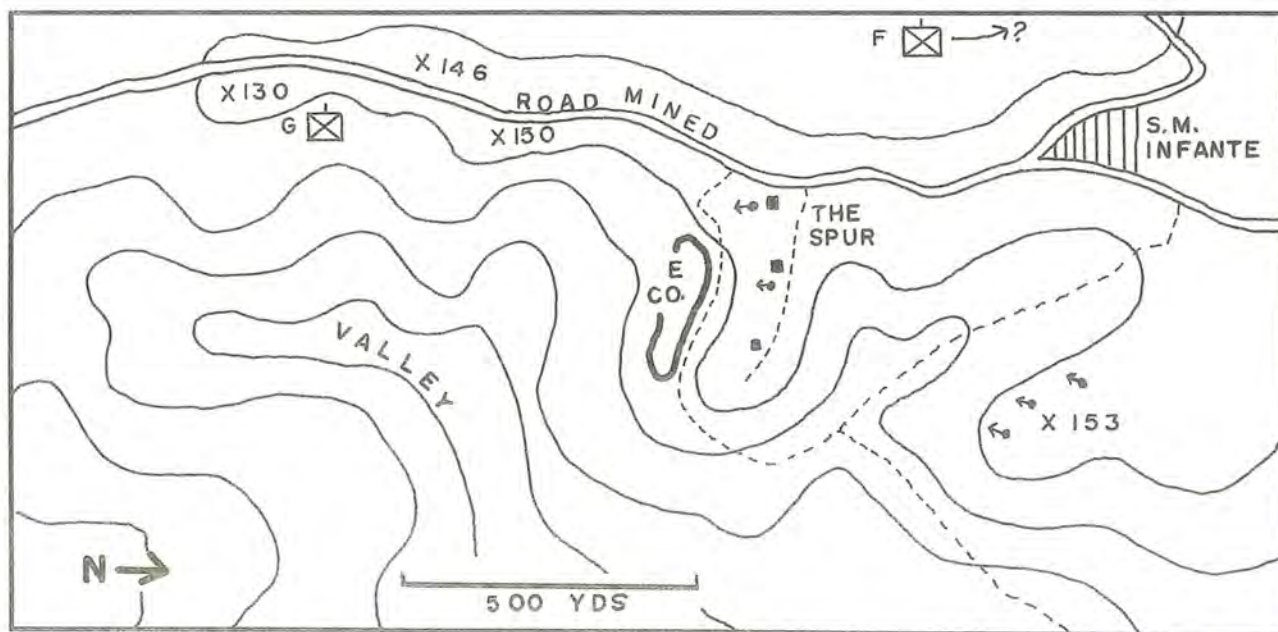 F
?
X 146
X 130
G
ROAD MINED
X 150
S. M.
INFANTE
THE
SPUR
E
CO.
VALLEY
X 153
N
500 YDS